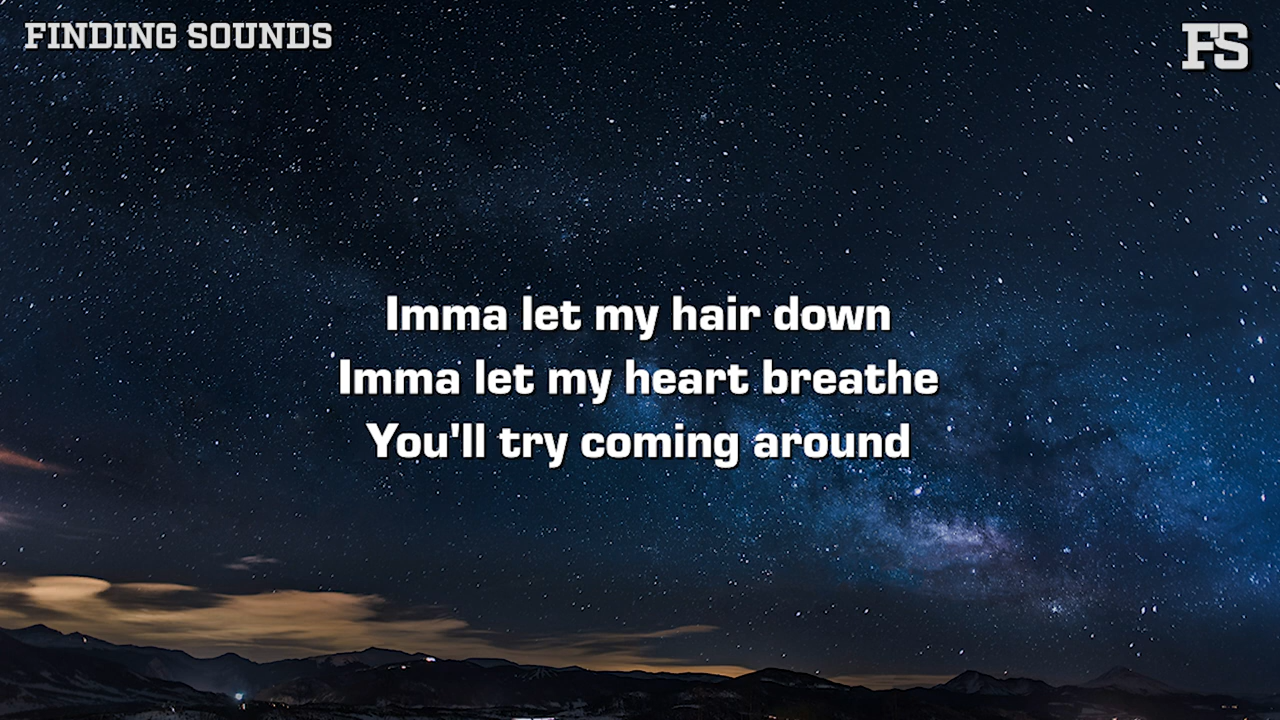 FINDING SOUNDS
FS
Imma let my hair down
Imma let my heart breathe
You'll try coming around